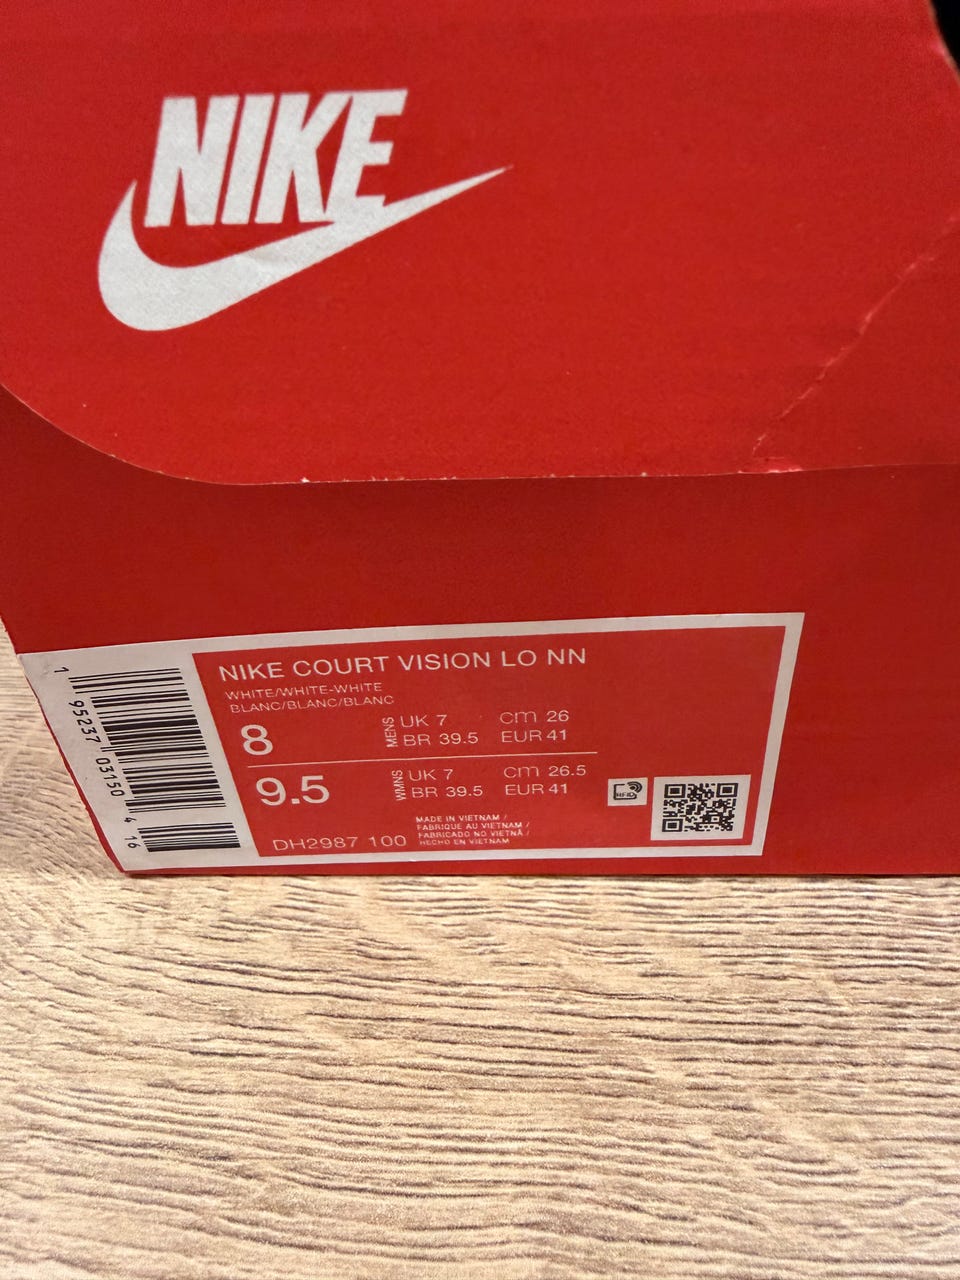 NIKE
NIKE COURT VISION LO NN
WHITE/WHITE-WHITE
BLANC/BLANC/BLANC
8 MENS UK 7 cm 26
BR 39.5 EUR 41
9.5 WMNS UK 7 cm 26.5
BR 39.5 EUR 41
RFID
MADE IN VIETNAM /
FABRIQUE AU VIETNAM /
FABRICADO NO VIETNÃ /
HECHO EN VIETNAM
DH2987 100
1 95237 03150 4 16